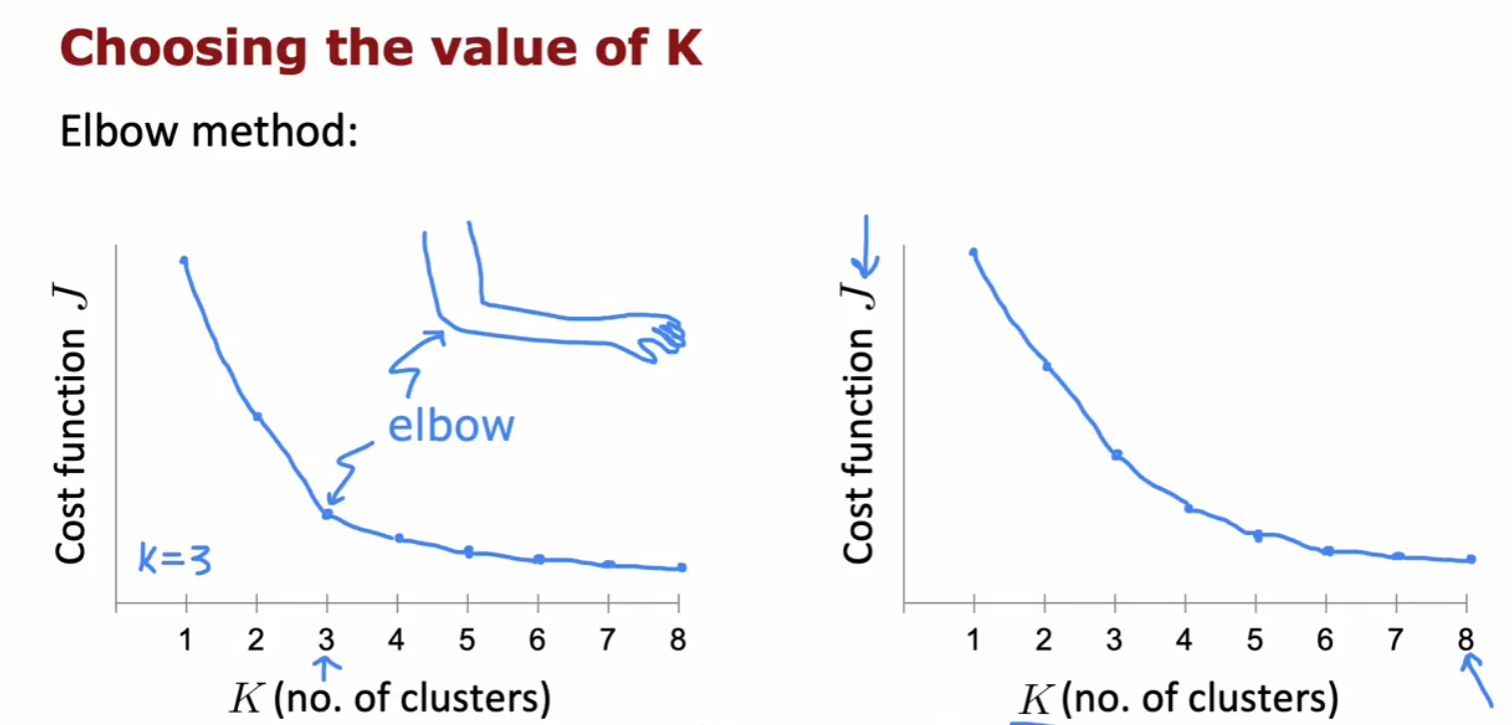 Choosing the value of K
Elbow method:
Cost function J
elbow
k=3
1 2 3 4 5 6 7 8
K (no. of clusters)
Cost function J
1 2 3 4 5 6 7 8
K (no. of clusters)